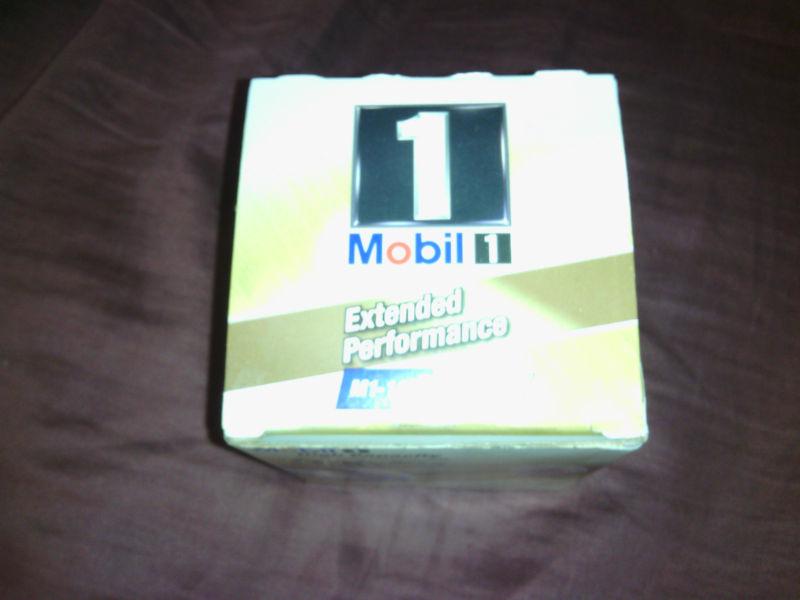 1
Mobil 1
Extended
Performance